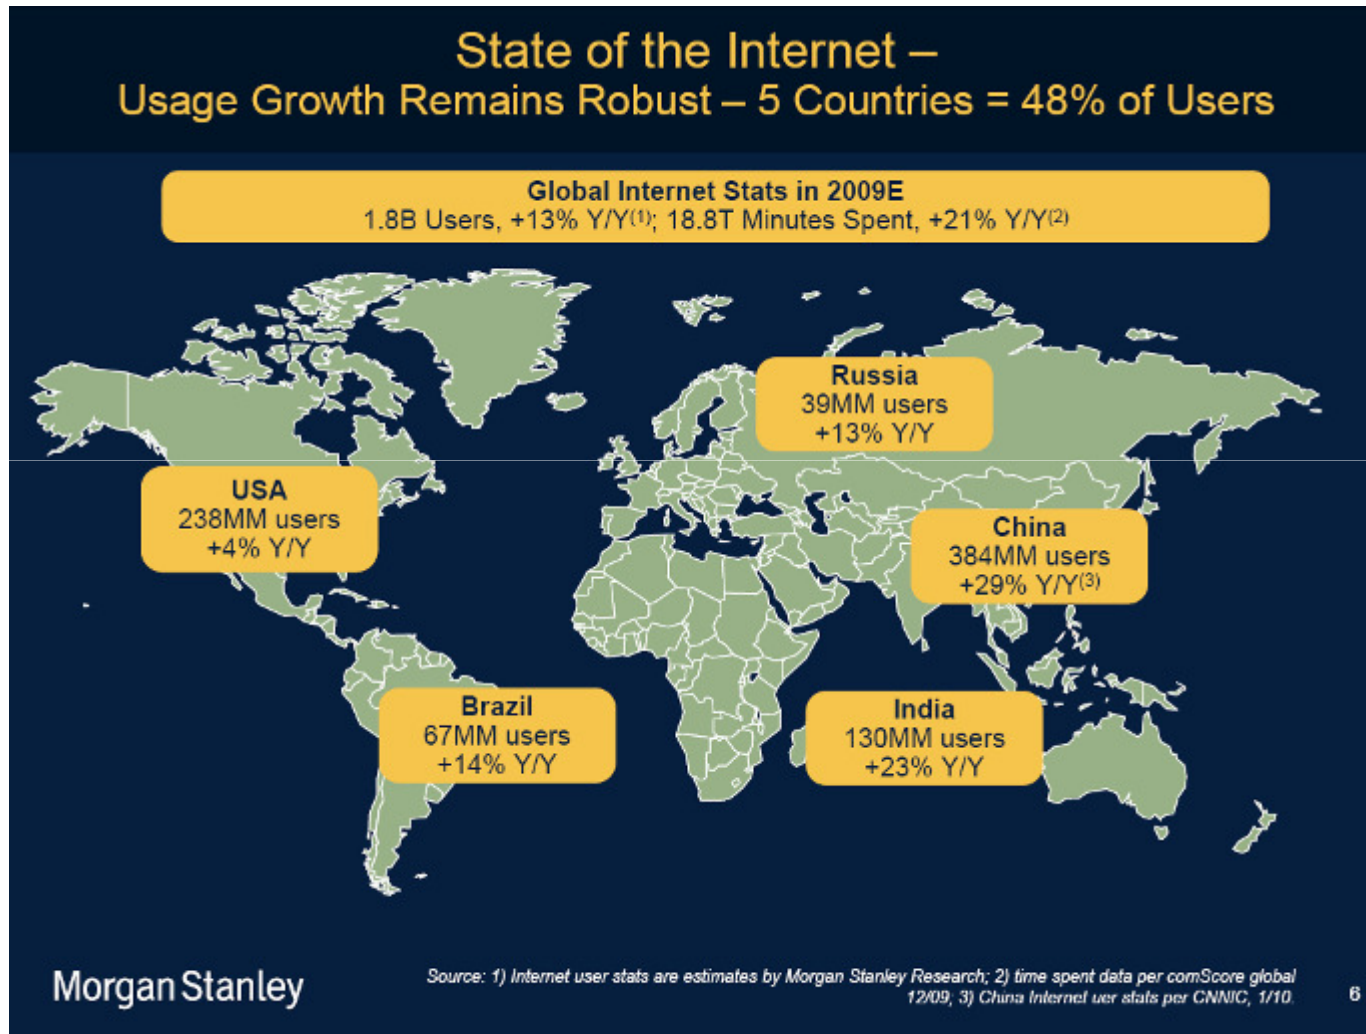 State of the Internet –
Usage Growth Remains Robust – 5 Countries = 48% of Users
Global Internet Stats in 2009E
1.8B Users, +13% Y/Y(1); 18.8T Minutes Spent, +21% Y/Y(2)
Russia
39MM users
+13% Y/Y
USA
238MM users
+4% Y/Y
China
384MM users
+29% Y/Y(3)
Brazil
67MM users
+14% Y/Y
India
130MM users
+23% Y/Y
Morgan Stanley
Source: 1) Internet user stats are estimates by Morgan Stanley Research; 2) time spent data per comScore global
12/09; 3) China Internet uer stats per CNNIC, 1/10.
6